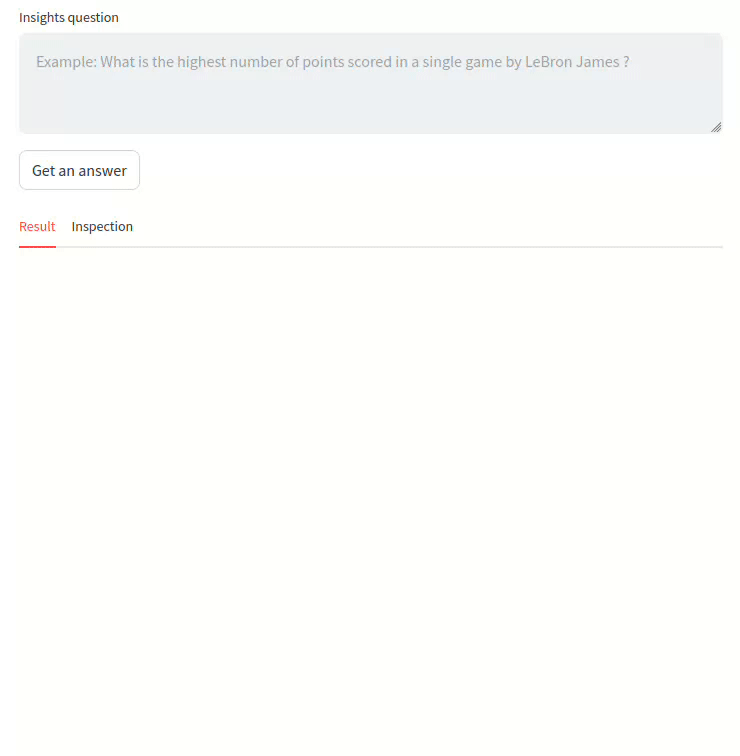 Insights question
Example: What is the highest number of points scored in a single game by LeBron James ?
Get an answer
Result Inspection